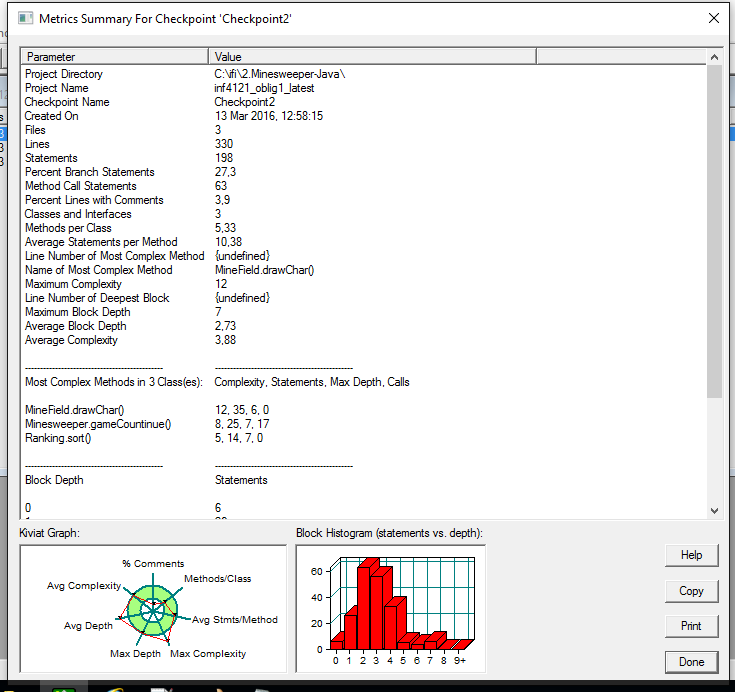 Metrics Summary For Checkpoint 'Checkpoint2'
Parameter Value
Project Directory C:\ifi\2.Minesweeper-Java\
Project Name inf4121_oblig1_latest
Checkpoint Name Checkpoint2
Created On 13 Mar 2016, 12:58:15
Files 3
Lines 330
Statements 198
Percent Branch Statements 27,3
Method Call Statements 63
Percent Lines with Comments 3,9
Classes and Interfaces 3
Methods per Class 5,33
Average Statements per Method 10,38
Line Number of Most Complex Method {undefined}
Name of Most Complex Method MineField.drawChar()
Maximum Complexity 12
Line Number of Deepest Block {undefined}
Maximum Block Depth 7
Average Block Depth 2,73
Average Complexity 3,88
Most Complex Methods in 3 Class(es): Complexity, Statements, Max Depth, Calls
MineField.drawChar() 12, 35, 6, 0
Minesweeper.gameCountinue() 8, 25, 7, 17
Ranking.sort() 5, 14, 7, 0
Block Depth Statements
0 6
Kiviat Graph:
% Comments
Methods/Class
Avg Complexity
Avg Stmts/Method
Avg Depth
Max Depth Max Complexity
Block Histogram (statements vs. depth):
60
40
20
0
0 1 2 3 4 5 6 7 8 9+
Help
Copy
Print
Done